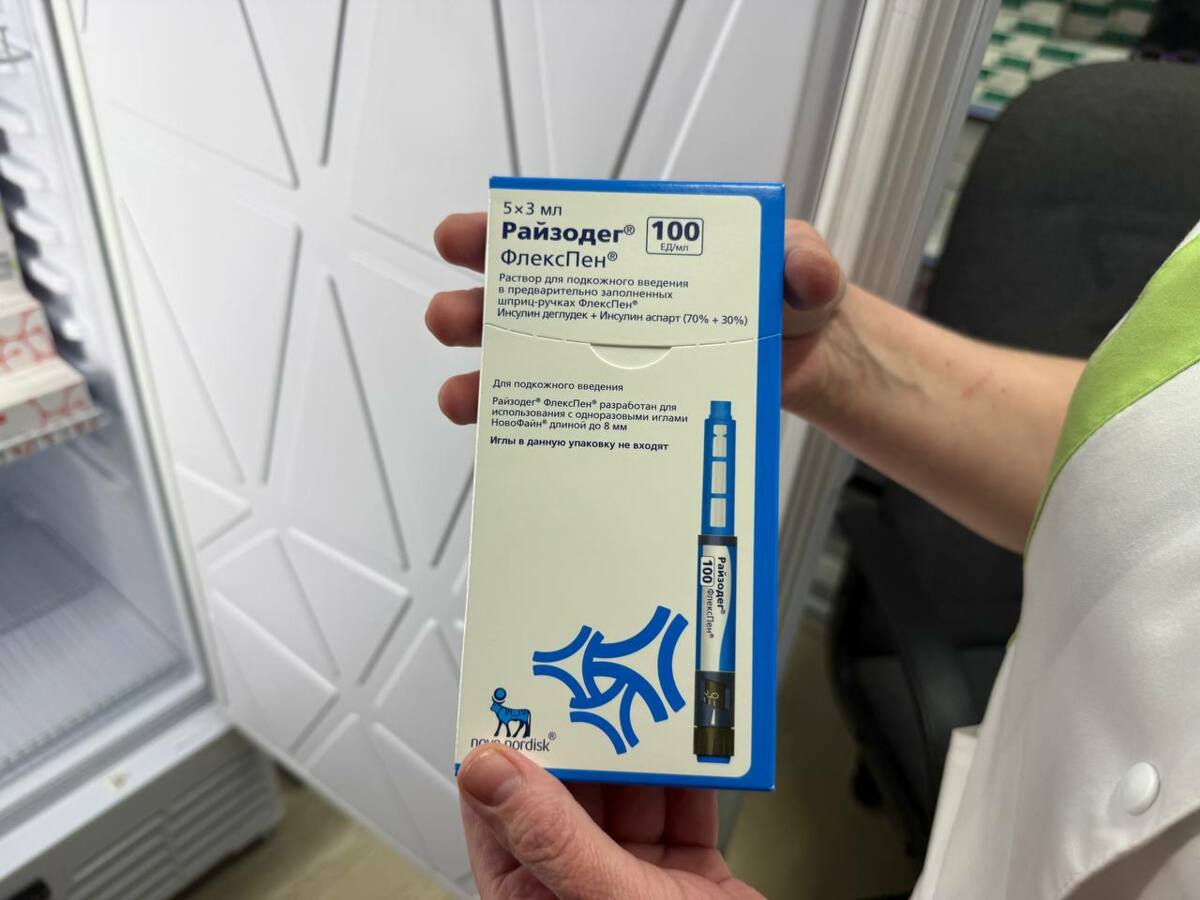 5×3 мл
Райзодег®
100
ЕД/мл
ФлексПен®
Раствор для подкожного введения
в предварительно заполненных
шприц-ручках ФлексПен®
Инсулин деглудек + Инсулин аспарт (70% + 30%)
Для подкожного введения
Райзодег® ФлексПен® разработан для
использования с одноразовыми иглами
НовоФайн® длиной до 8 мм
Иглы в данную упаковку не входят
Райзодег®
100 ФлексПен®
novo nordisk®